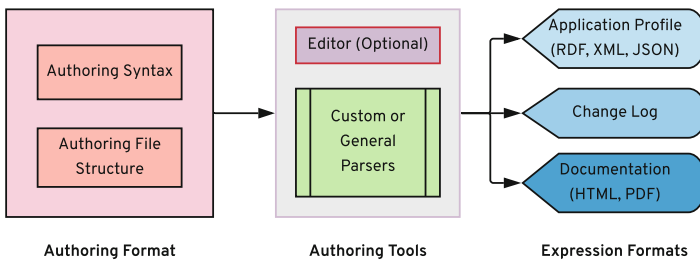 Authoring Syntax
Authoring File
Structure
Authoring Format
Editor (Optional)
Custom or
General
Parsers
Authoring Tools
Application Profile
(RDF, XML, JSON)
Change Log
Documentation
(HTML, PDF)
Expression Formats